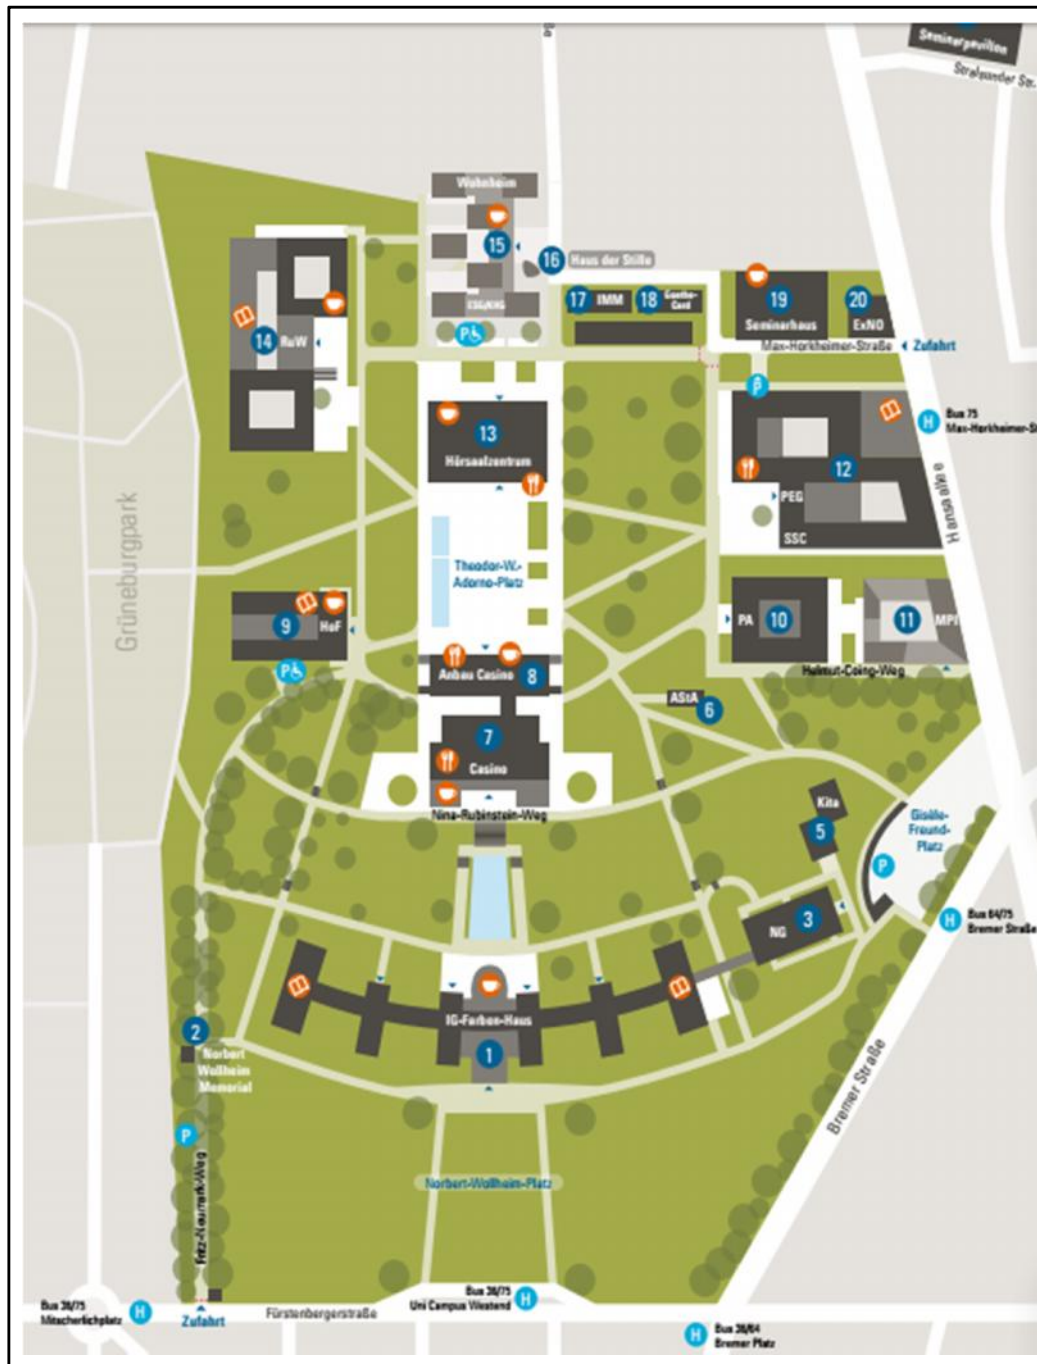 ße
Seminarpavillon
Stralsunder Str.
Wohnheim
15
16
Haus der Stille
17
IMM
18
Goethe-
Card
19
20
Seminarhaus
ExNO
ESG/KHG
P
14
RuW
Max-Horkheimer-Straße
Zufahrt
P
H
Bus 75
Max-Horkheimer-St
13
Hörsaalzentrum
12
PEG
SSC
Hansaallee
Theodor-W.-
Adorno-Platz
Grüneburgpark
9
HoF
P
PA
10
11
MPI
Helmut-Coing-Weg
Anbau Casino
8
AStA
6
7
Casino
Nina-Rubinstein-Weg
Kita
5
Gisèle-
Freund-
Platz
P
3
NG
H
Bus 64/75
Bremer Straße
IG-Farben-Haus
1
2
Norbert
Wollheim
Memorial
P
Bremer Straße
Fritz-Neumark-Weg
Norbert-Wollheim-Platz
Bus 36/75
Mitscherlichplatz
H
Zufahrt
Fürstenbergerstraße
Bus 36/75
Uni Campus Westend
H
H
Bus 36/64
Bremer Platz